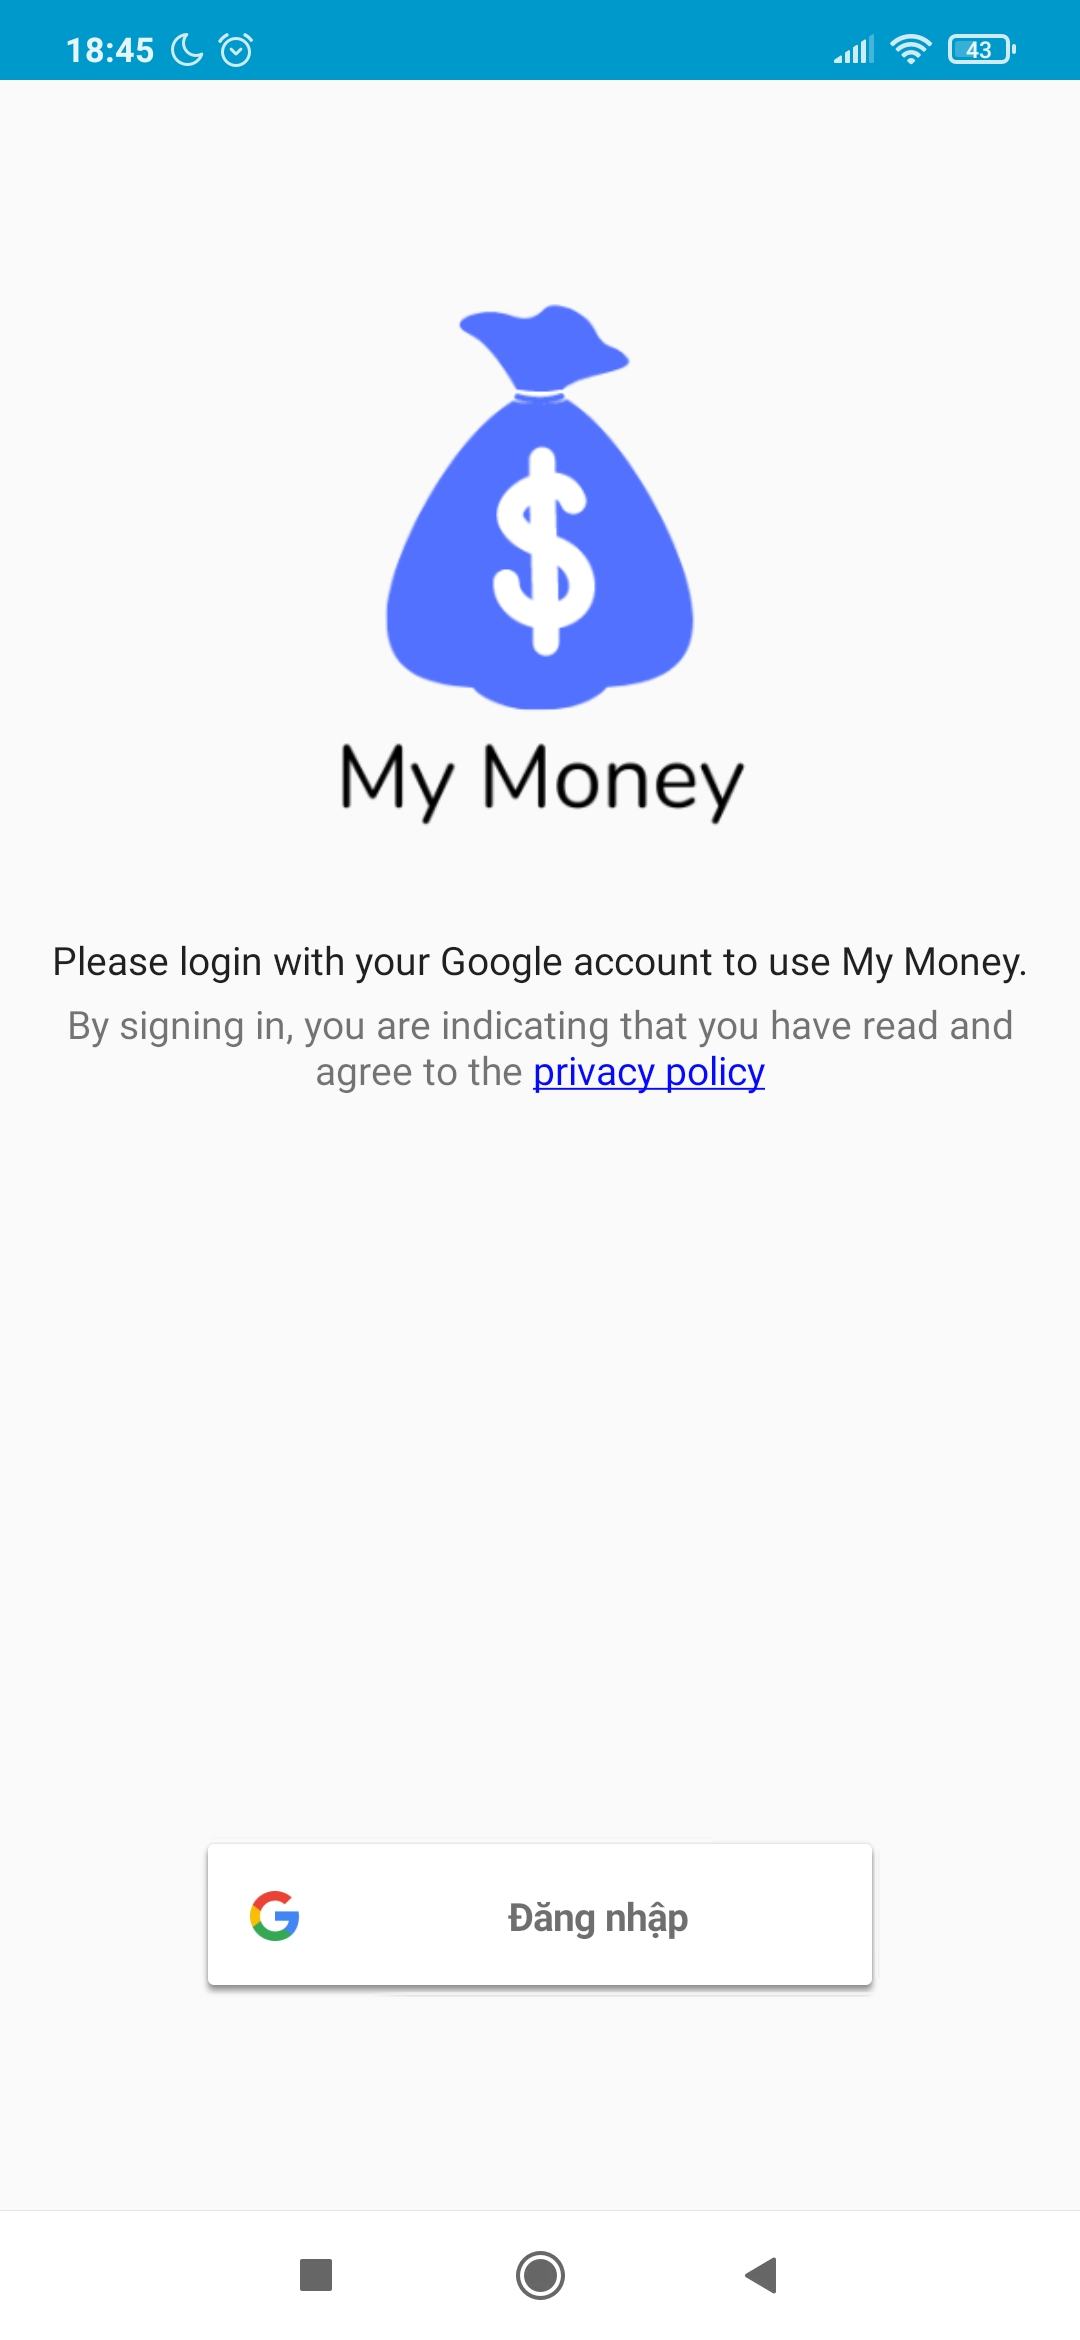 18:45
43
$
My Money
Please login with your Google account to use My Money.
By signing in, you are indicating that you have read and
agree to the privacy policy
Đăng nhập